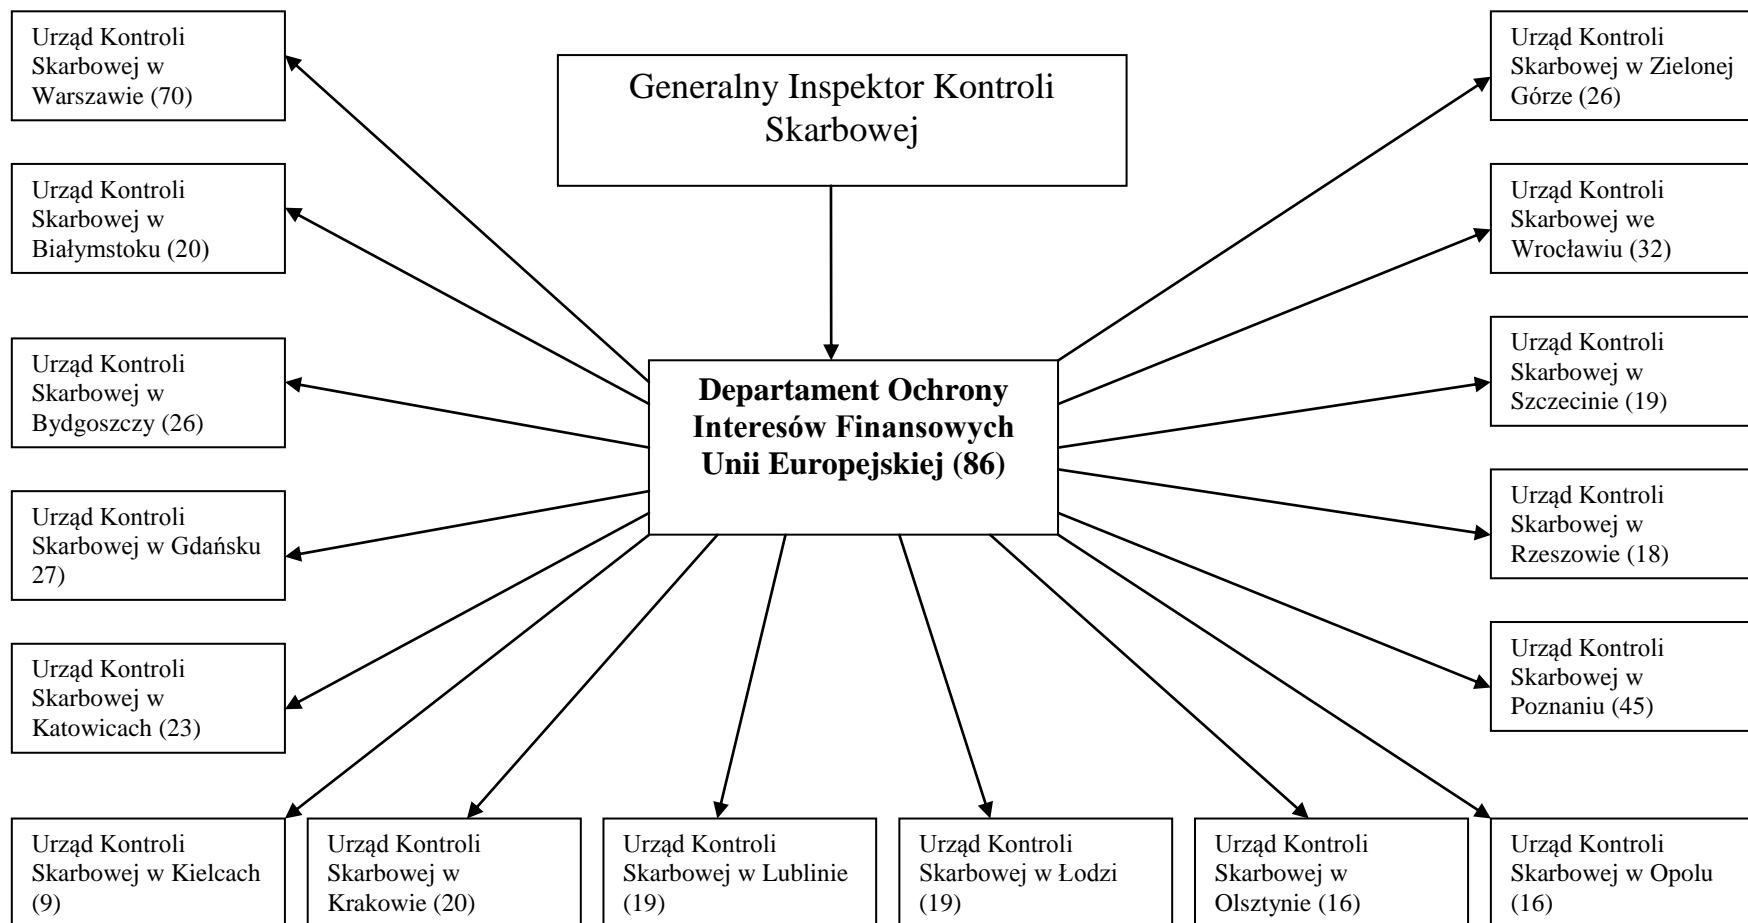 Urząd Kontroli
Skarbowej w
Warszawie (70)
Generalny Inspektor Kontroli
Skarbowej
Urząd Kontroli
Skarbowej w Zielonej
Górze (26)
Urząd Kontroli
Skarbowej w
Białymstoku (20)
Urząd Kontroli
Skarbowej we
Wrocławiu (32)
Urząd Kontroli
Skarbowej w
Bydgoszczy (26)
Departament Ochrony
Interesów Finansowych
Unii Europejskiej (86)
Urząd Kontroli
Skarbowej w
Szczecinie (19)
Urząd Kontroli
Skarbowej w Gdańsku
27)
Urząd Kontroli
Skarbowej w
Rzeszowie (18)
Urząd Kontroli
Skarbowej w
Katowicach (23)
Urząd Kontroli
Skarbowej w
Poznaniu (45)
Urząd Kontroli
Skarbowej w Kielcach
(9)
Urząd Kontroli
Skarbowej w
Krakowie (20)
Urząd Kontroli
Skarbowej w Lublinie
(19)
Urząd Kontroli
Skarbowej w Łodzi
(19)
Urząd Kontroli
Skarbowej w
Olsztynie (16)
Urząd Kontroli
Skarbowej w Opolu
(16)